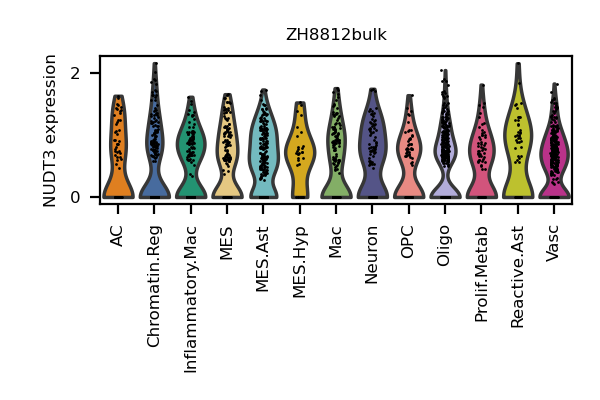 ZH8812bulk
NUDT3 expression
2
0
AC
Chromatin.Reg
Inflammatory.Mac
MES
MES.Ast
MES.Hyp
Mac
Neuron
OPC
Oligo
Prolif.Metab
Reactive.Ast
Vasc